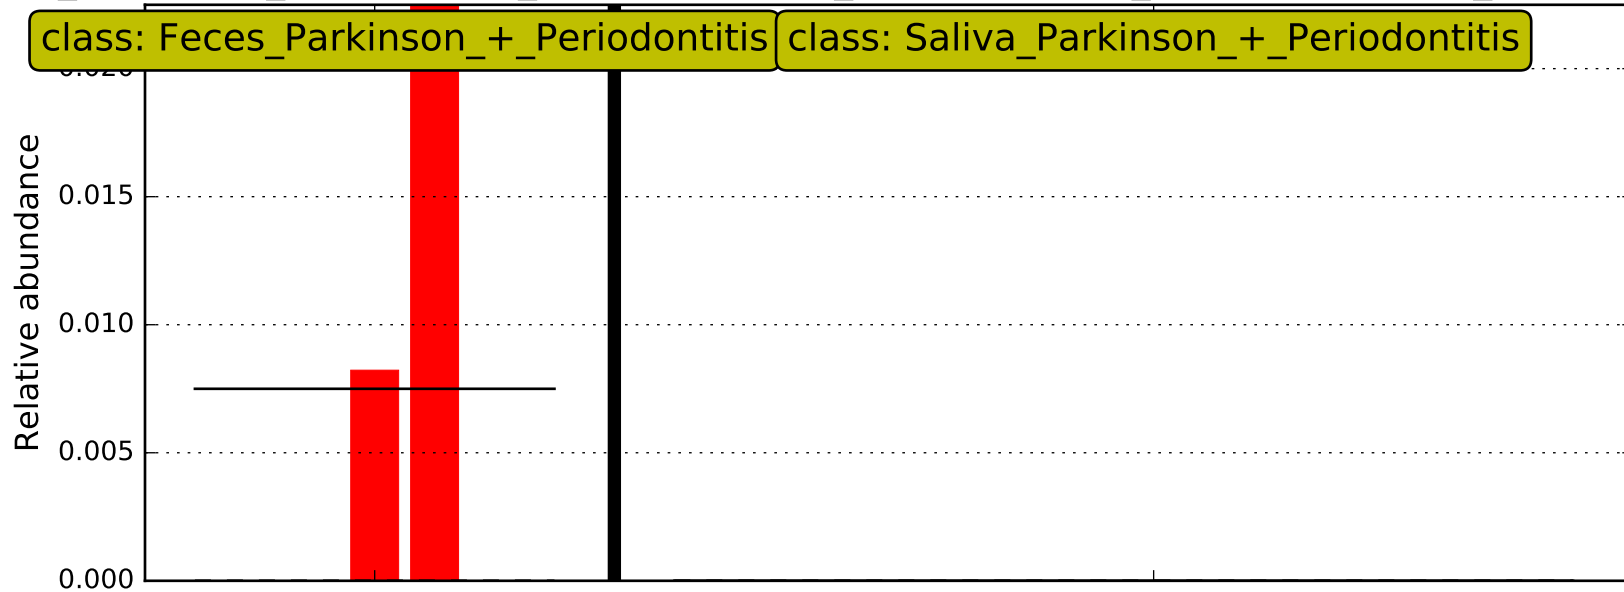 class: Feces_Parkinson_+_Periodontitis
class: Saliva_Parkinson_+_Periodontitis
0.015
0.010
0.005
0.000
Relative abundance